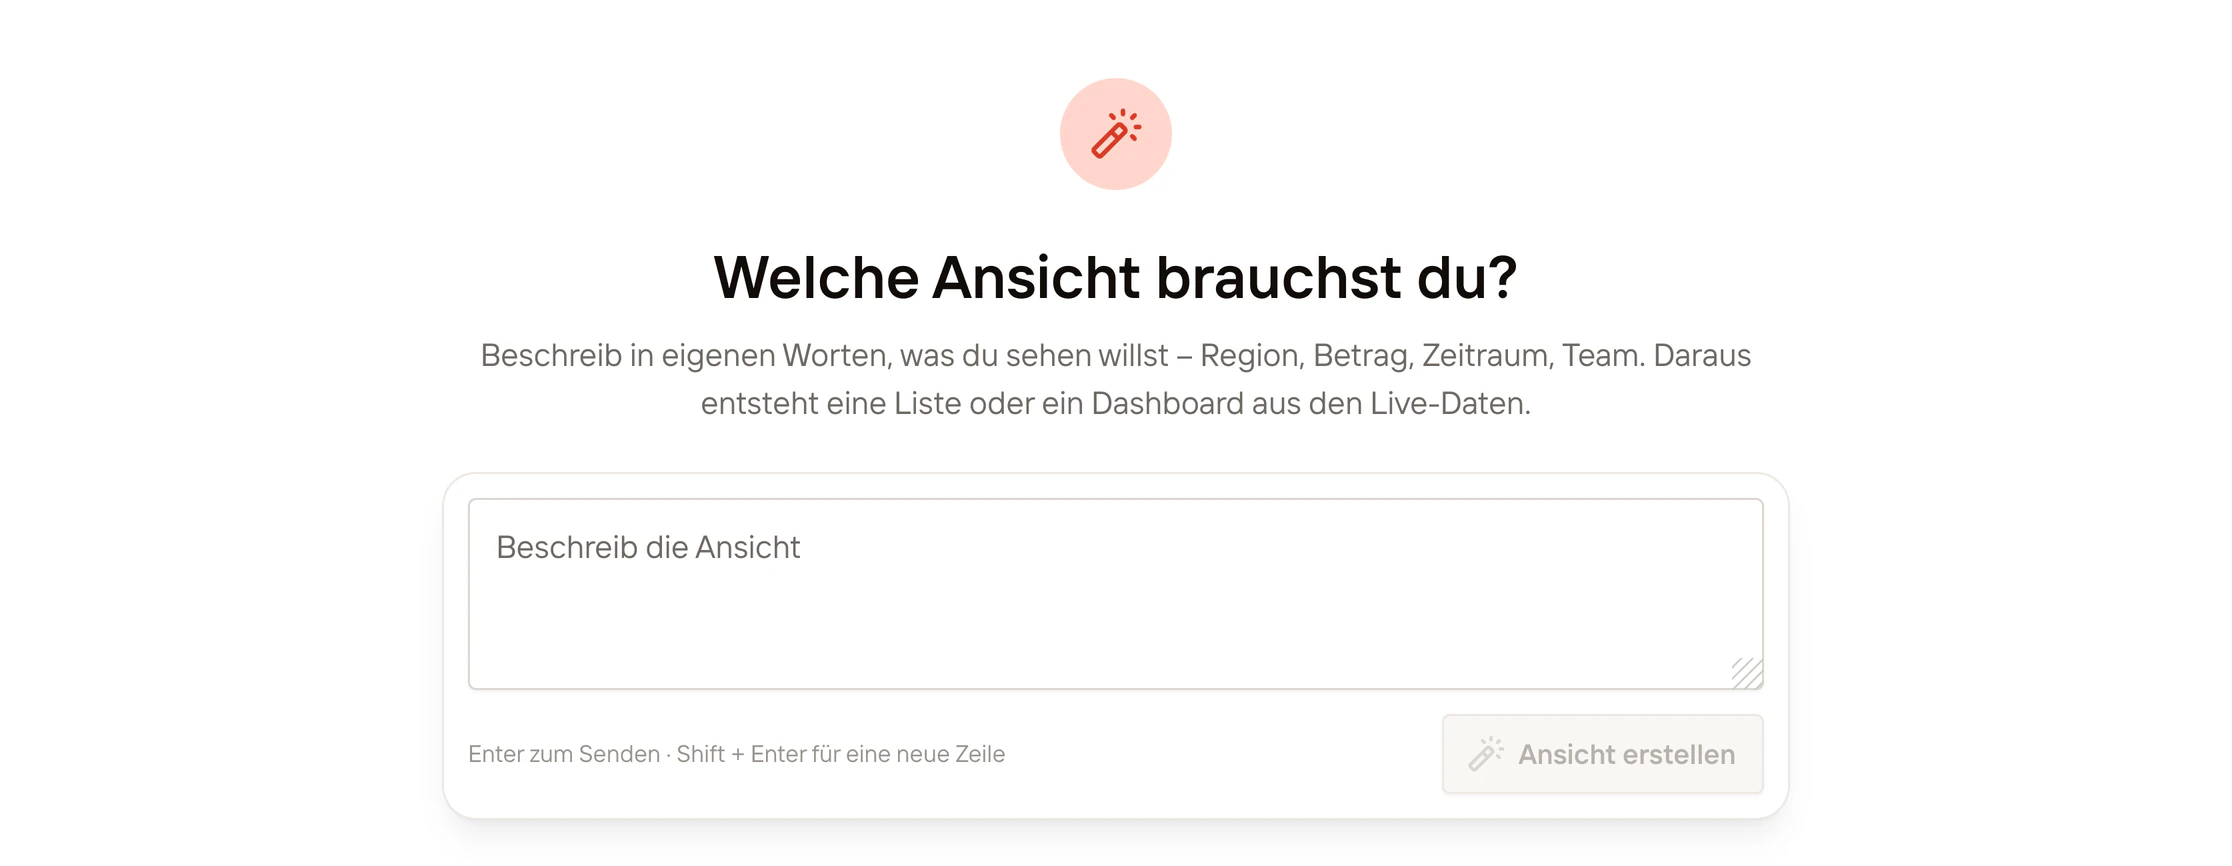 Welche Ansicht brauchst du?
Beschreib in eigenen Worten, was du sehen willst – Region, Betrag, Zeitraum, Team. Daraus
entsteht eine Liste oder ein Dashboard aus den Live-Daten.
Beschreib die Ansicht
Enter zum Senden · Shift + Enter für eine neue Zeile
Ansicht erstellen